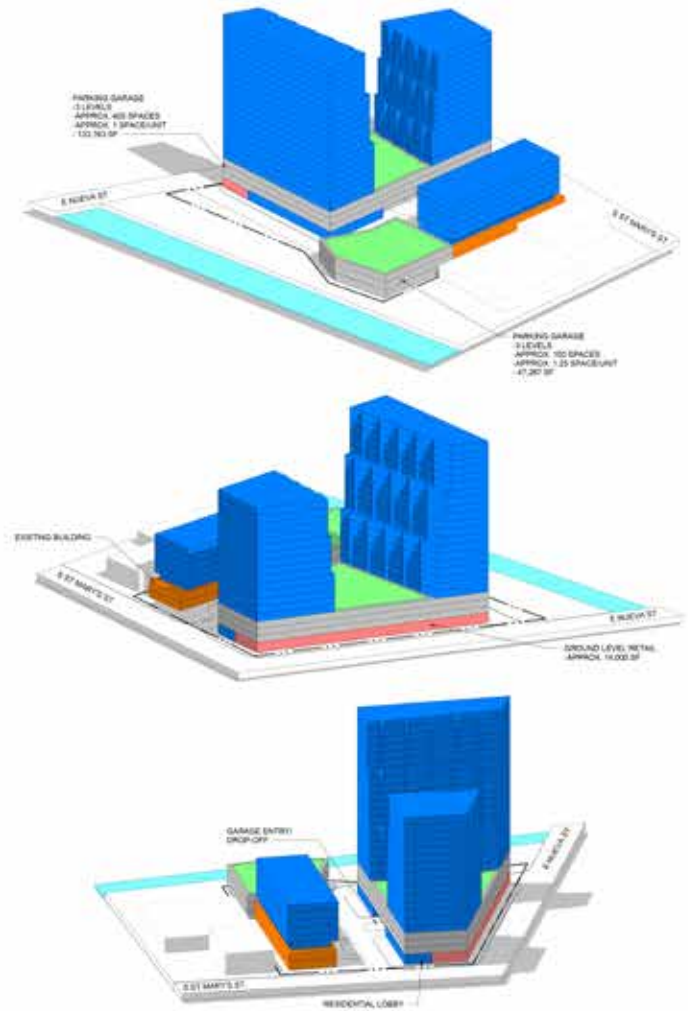 PARKING GARAGE
-3 LEVELS
-APPROX. 400 SPACES
-APPROX. 1 SPACE/UNIT
E NUEVA ST
E ST MARY'S ST
PARKING GARAGE
-3 LEVELS
-APPROX. 100 SPACES
-APPROX. 1.25 SPACE/UNIT
EXISTING BUILDING
E ST MARY'S ST
E NUEVA ST
GROUND LEVEL RETAIL
-APPROX. 14,000 SF
GARAGE ENTRY/
DROP-OFF
E NUEVA ST
E ST MARY'S ST
RESIDENTIAL LOBBY